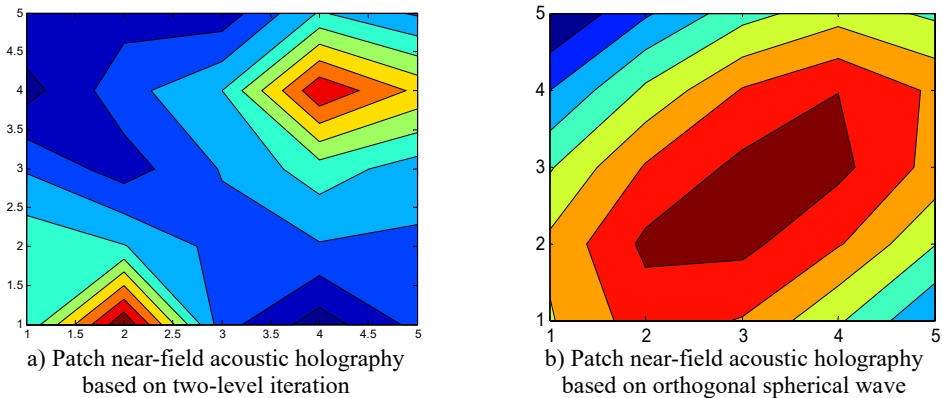 5
4.5
4
3.5
3
2.5
2
1.5
1
1 1.5 2 2.5 3 3.5 4 4.5 5
a) Patch near-field acoustic holography
based on two-level iteration
5
4
3
2
1
1 2 3 4 5
b) Patch near-field acoustic holography
based on orthogonal spherical wave